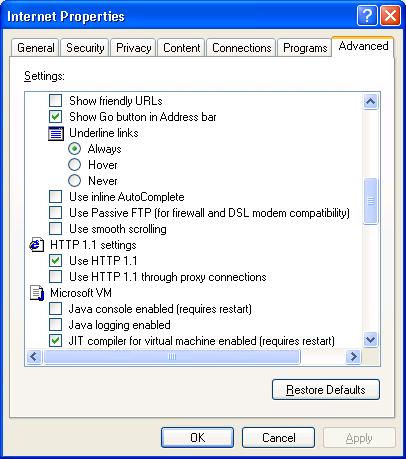 Internet Properties
General Security Privacy Content Connections Programs Advanced
Settings:
Show friendly URLs
Show Go button in Address bar
Underline links
Always
Hover
Never
Use inline AutoComplete
Use Passive FTP (for firewall and DSL modem compatibility)
Use smooth scrolling
HTTP 1.1 settings
Use HTTP 1.1
Use HTTP 1.1 through proxy connections
Microsoft VM
Java console enabled (requires restart)
Java logging enabled
JIT compiler for virtual machine enabled (requires restart)
Restore Defaults
OK Cancel Apply